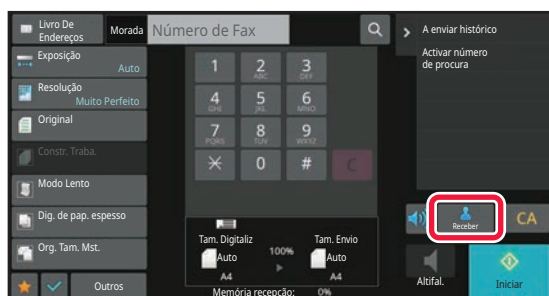 Livro De
Endereços
Morada
Número de Fax
A enviar histórico
Activar número
de procura
Exposição
Auto
Resolução
Muito Perfeito
Original
Constr. Traba.
Modo Lento
Dig. de pap. espesso
Org. Tam. Mst.
Outros
1
2
ABC
3
DEF
4
GHI
5
JKL
6
MNO
7
PQRS
8
TUV
9
WXYZ
0
#
C
Tam. Digitaliz
100%
Tam. Envio
Auto
Auto
A4
A4
Memória recepção: 0%
Receber
CA
Altifal.
Iniciar